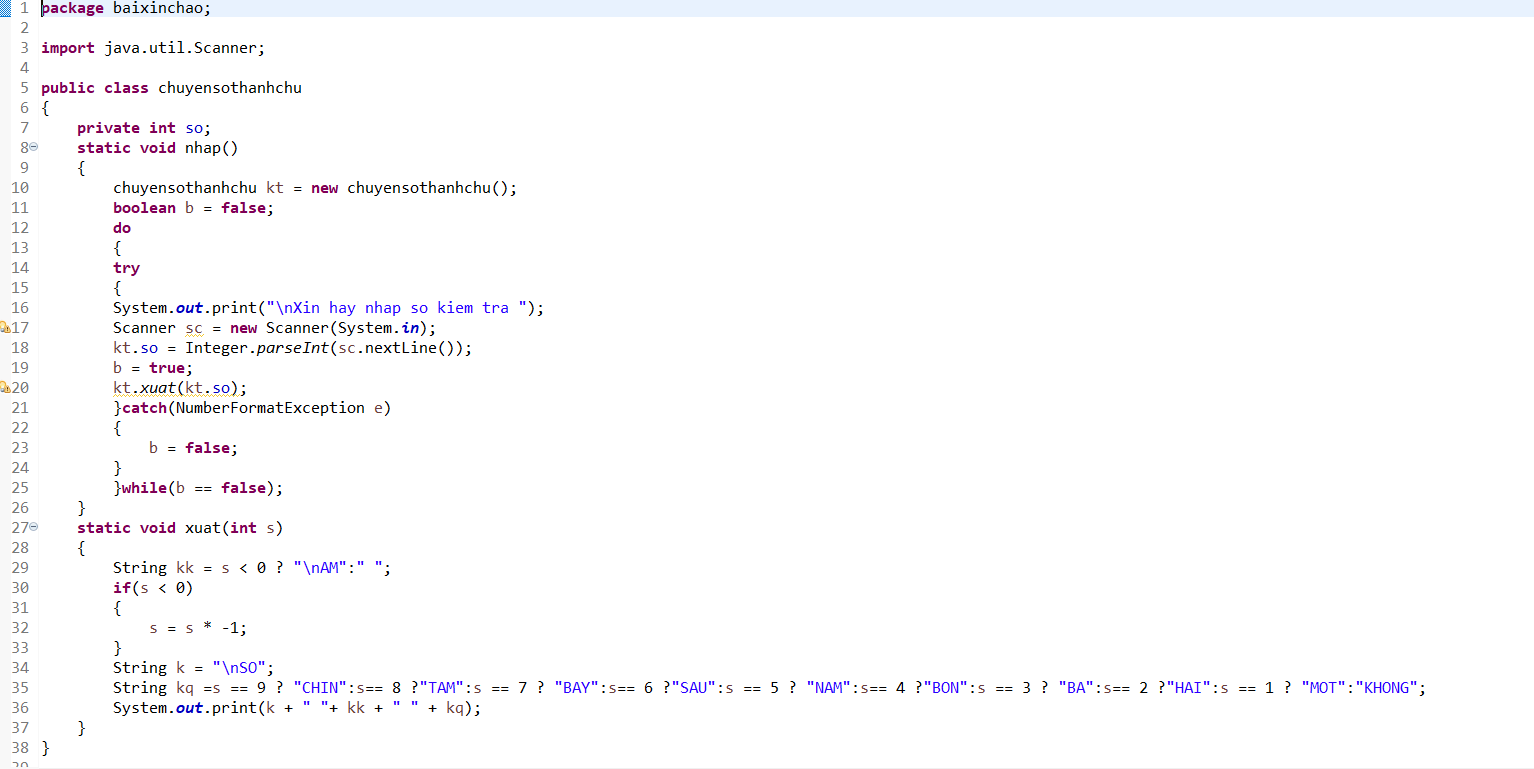 1 package baixinchao;
2
3 import java.util.Scanner;
4
5 public class chuyensothanhchu
6 {
7     private int so;
8     static void nhap()
9     {
10         chuyensothanhchu kt = new chuyensothanhchu();
11         boolean b = false;
12         do
13         {
14         try
15         {
16         System.out.print("\nXin hay nhap so kiem tra ");
17         Scanner sc = new Scanner(System.in);
18         kt.so = Integer.parseInt(sc.nextLine());
19         b = true;
20         kt.xuat(kt.so);
21         }catch(NumberFormatException e)
22         {
23             b = false;
24         }
25         }while(b == false);
26     }
27     static void xuat(int s)
28     {
29         String kk = s < 0 ? "\nAM":" ";
30         if(s < 0)
31         {
32             s = s * -1;
33         }
34         String k = "\nSO";
35         String kq =s == 9 ? "CHIN":s== 8 ?"TAM":s == 7 ? "BAY":s== 6 ?"SAU":s == 5 ? "NAM":s== 4 ?"BON":s == 3 ? "BA":s== 2 ?"HAI":s == 1 ? "MOT":"KHONG";
36         System.out.print(k + " "+ kk + " " + kq);
37     }
38 }
39